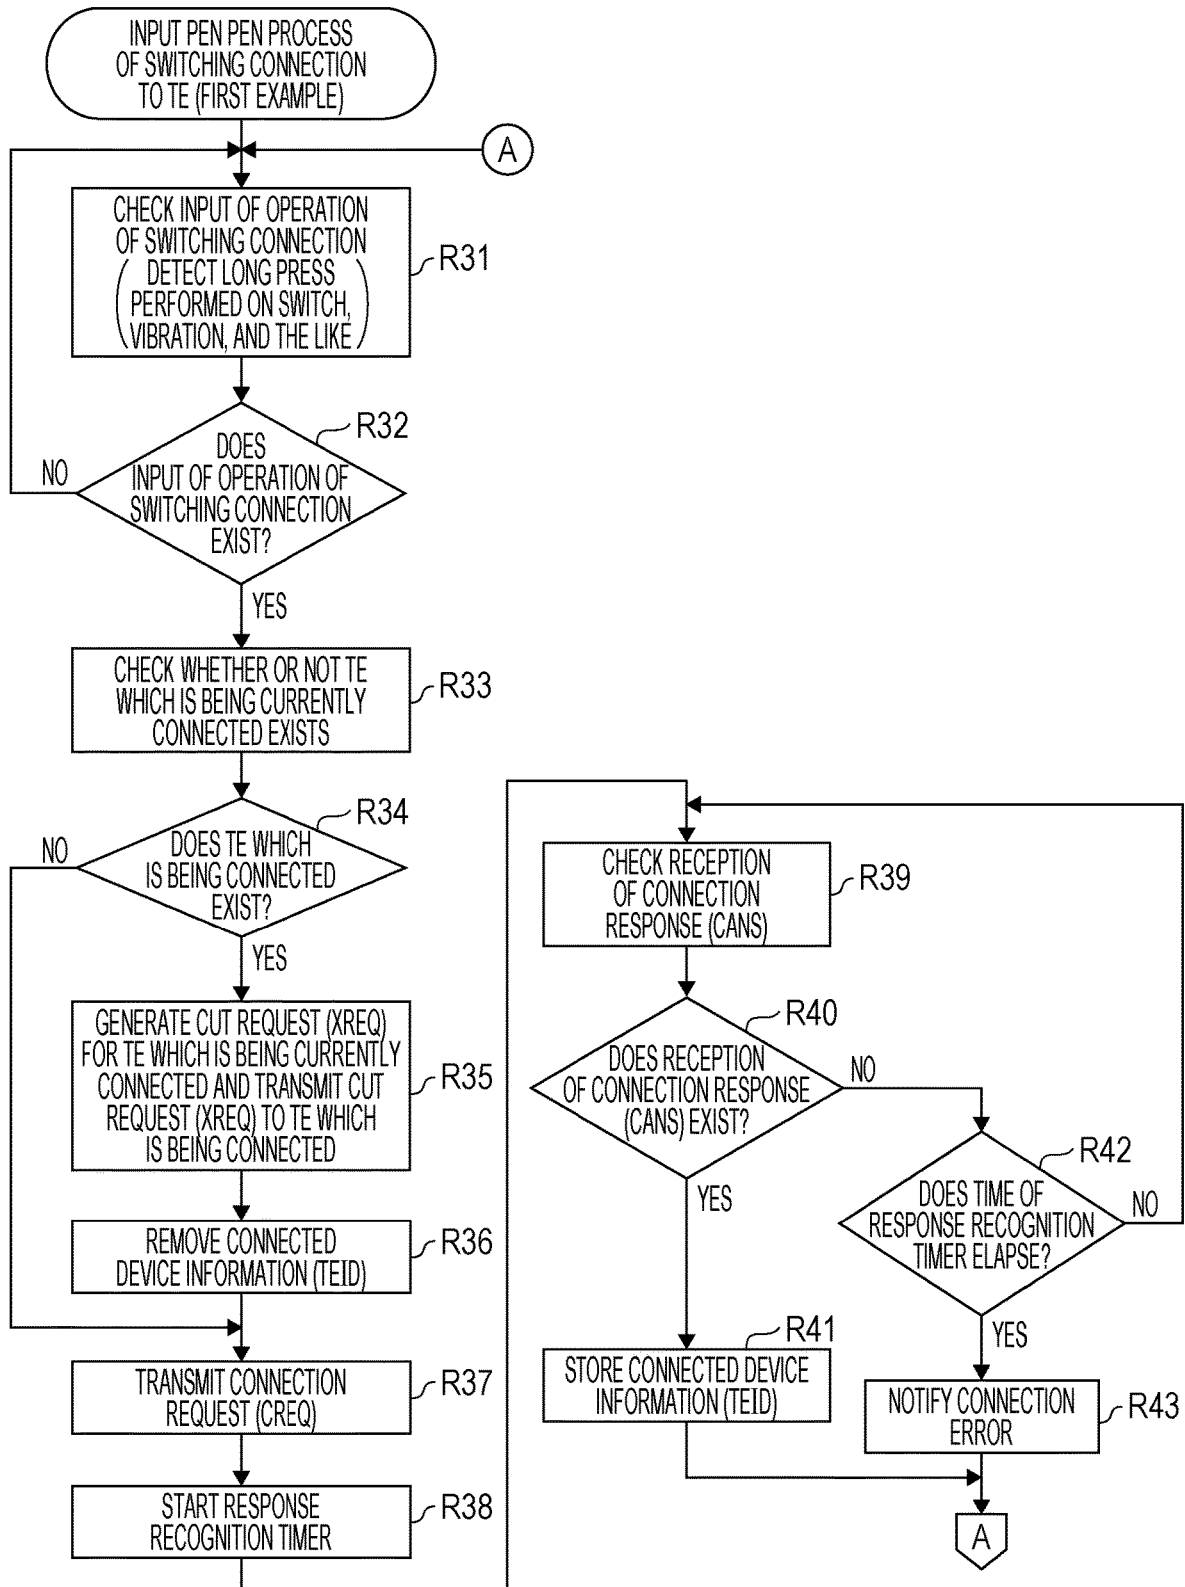 INPUT PEN PEN PROCESS
OF SWITCHING CONNECTION
TO TE (FIRST EXAMPLE)
A
CHECK INPUT OF OPERATION
OF SWITCHING CONNECTION
( DETECT LONG PRESS
PERFORMED ON SWITCH,
VIBRATION, AND THE LIKE )
R31
DOES
INPUT OF OPERATION OF
SWITCHING CONNECTION
EXIST?
R32
NO
YES
CHECK WHETHER OR NOT TE
WHICH IS BEING CURRENTLY
CONNECTED EXISTS
R33
DOES TE WHICH
IS BEING CONNECTED
EXIST?
R34
NO
YES
GENERATE CUT REQUEST (XREQ)
FOR TE WHICH IS BEING CURRENTLY
CONNECTED AND TRANSMIT CUT
REQUEST (XREQ) TO TE WHICH
IS BEING CONNECTED
R35
REMOVE CONNECTED
DEVICE INFORMATION (TEID)
R36
TRANSMIT CONNECTION
REQUEST (CREQ)
R37
START RESPONSE
RECOGNITION TIMER
R38
CHECK RECEPTION
OF CONNECTION
RESPONSE (CANS)
R39
DOES RECEPTION
OF CONNECTION RESPONSE
(CANS) EXIST?
R40
NO
YES
STORE CONNECTED DEVICE
INFORMATION (TEID)
R41
DOES TIME OF
RESPONSE RECOGNITION
TIMER ELAPSE?
R42
NO
YES
NOTIFY CONNECTION
ERROR
R43
A